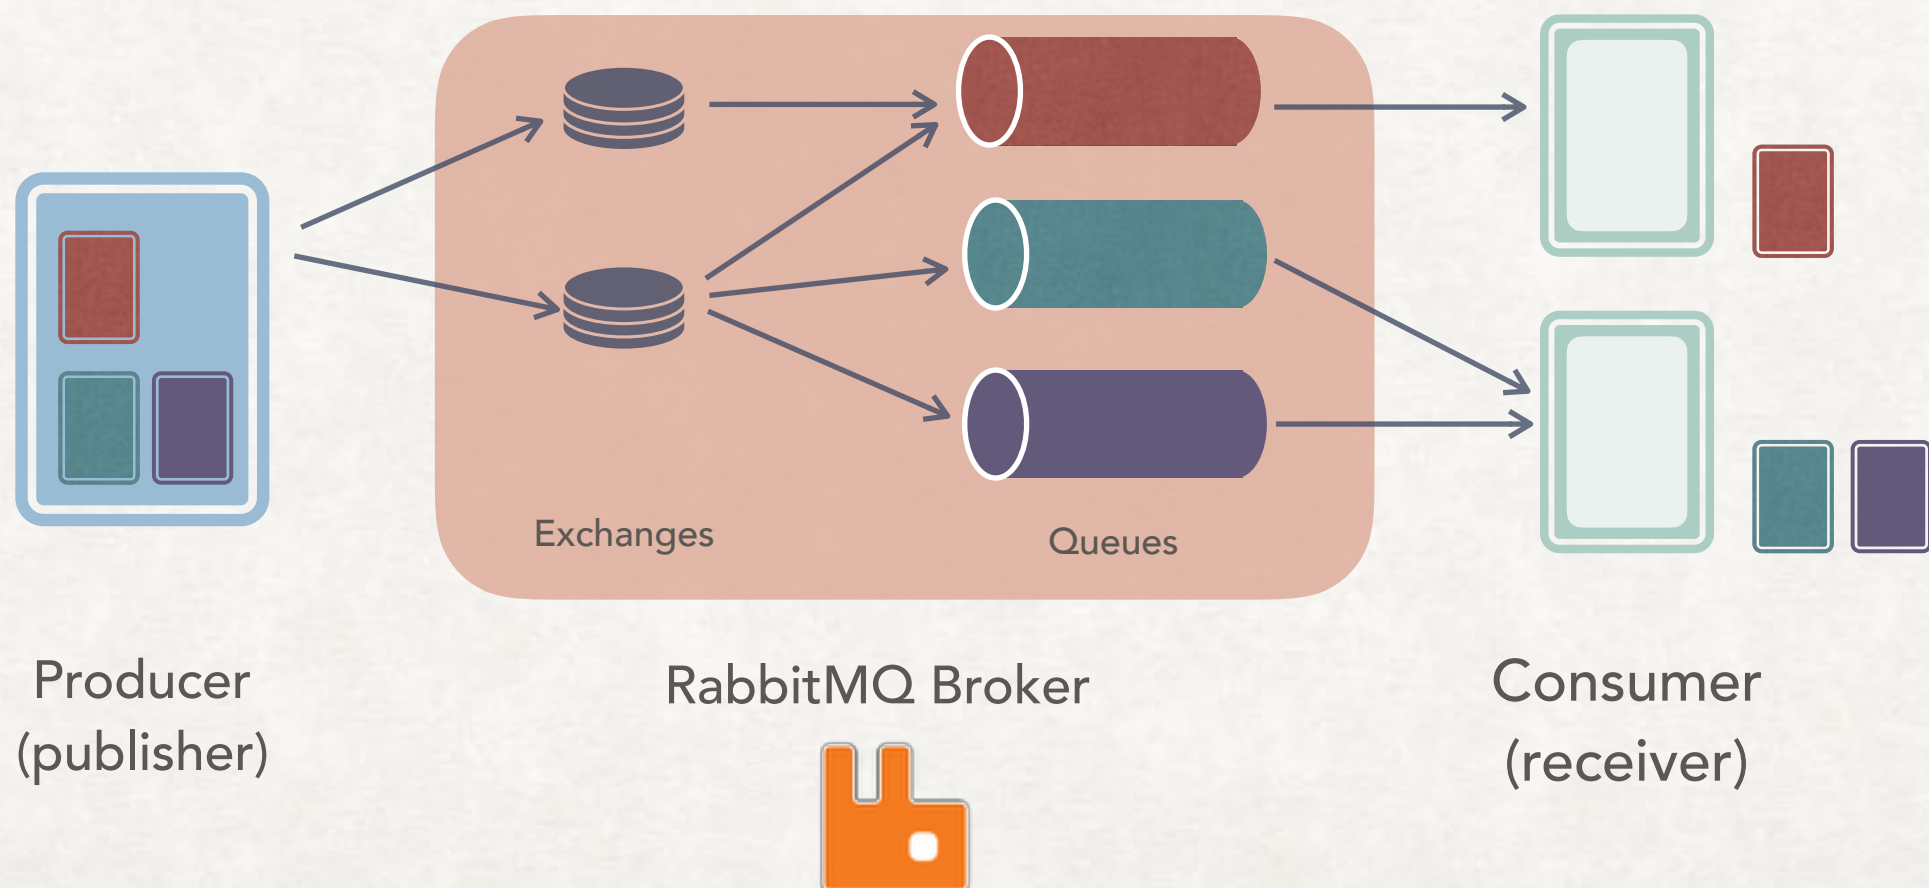 Exchanges
Queues
Producer
(publisher)
RabbitMQ Broker
Consumer
(receiver)